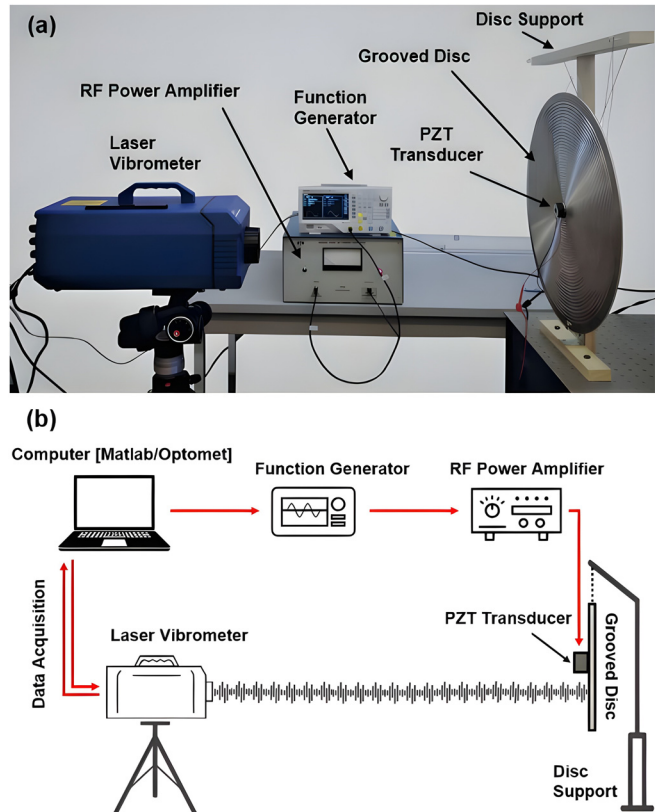 (a)
Disc Support
Grooved Disc
RF Power Amplifier
Function
Generator
PZT
Transducer
Laser
Vibrometer
(b)
Computer [Matlab/Optomet]
Function Generator
RF Power Amplifier
PZT Transducer
Grooved Disc
Laser Vibrometer
Data Acquisition
Disc
Support